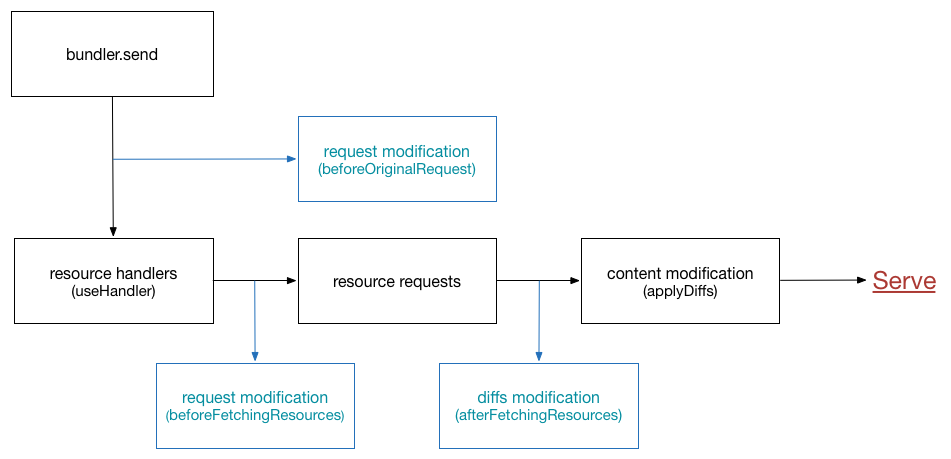 bundler.send
request modification
(beforeOriginalRequest)
resource handlers
(useHandler)
resource requests
content modification
(applyDiffs)
Serve
request modification
(beforeFetchingResources)
diffs modification
(afterFetchingResources)